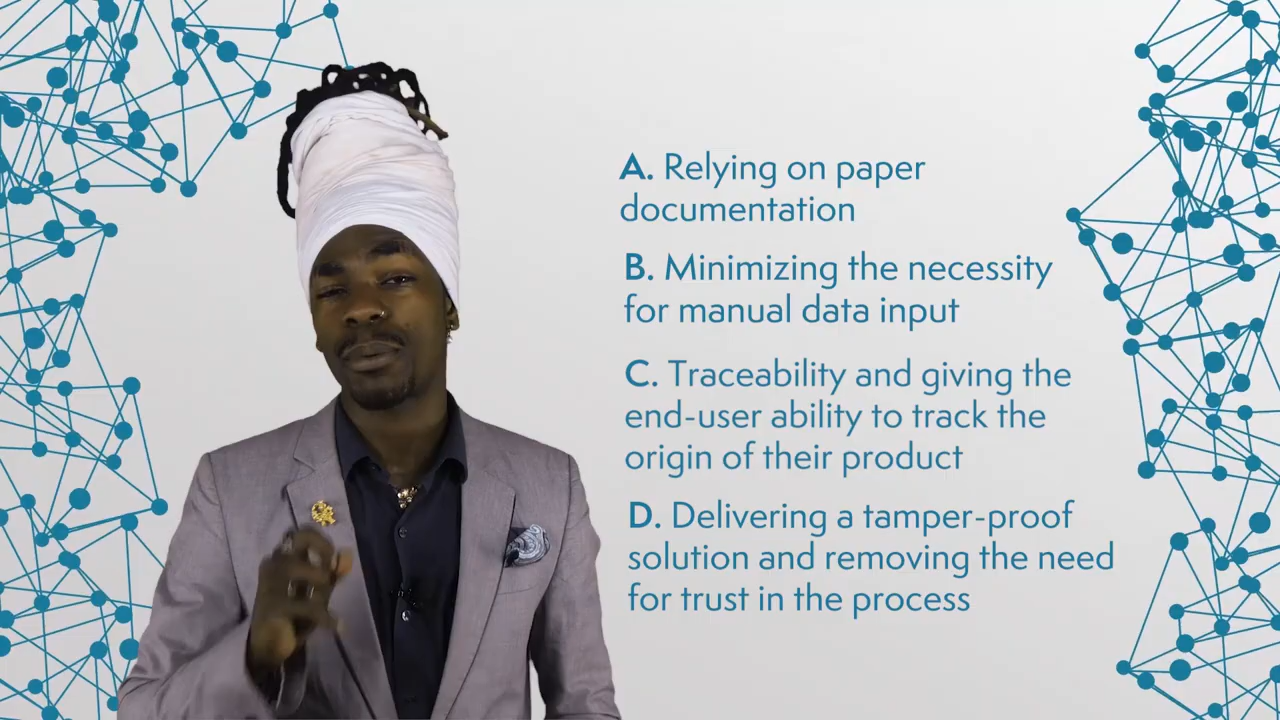 A. Relying on paper
documentation
B. Minimizing the necessity
for manual data input
C. Traceability and giving the
end-user ability to track the
origin of their product
D. Delivering a tamper-proof
solution and removing the need
for trust in the process